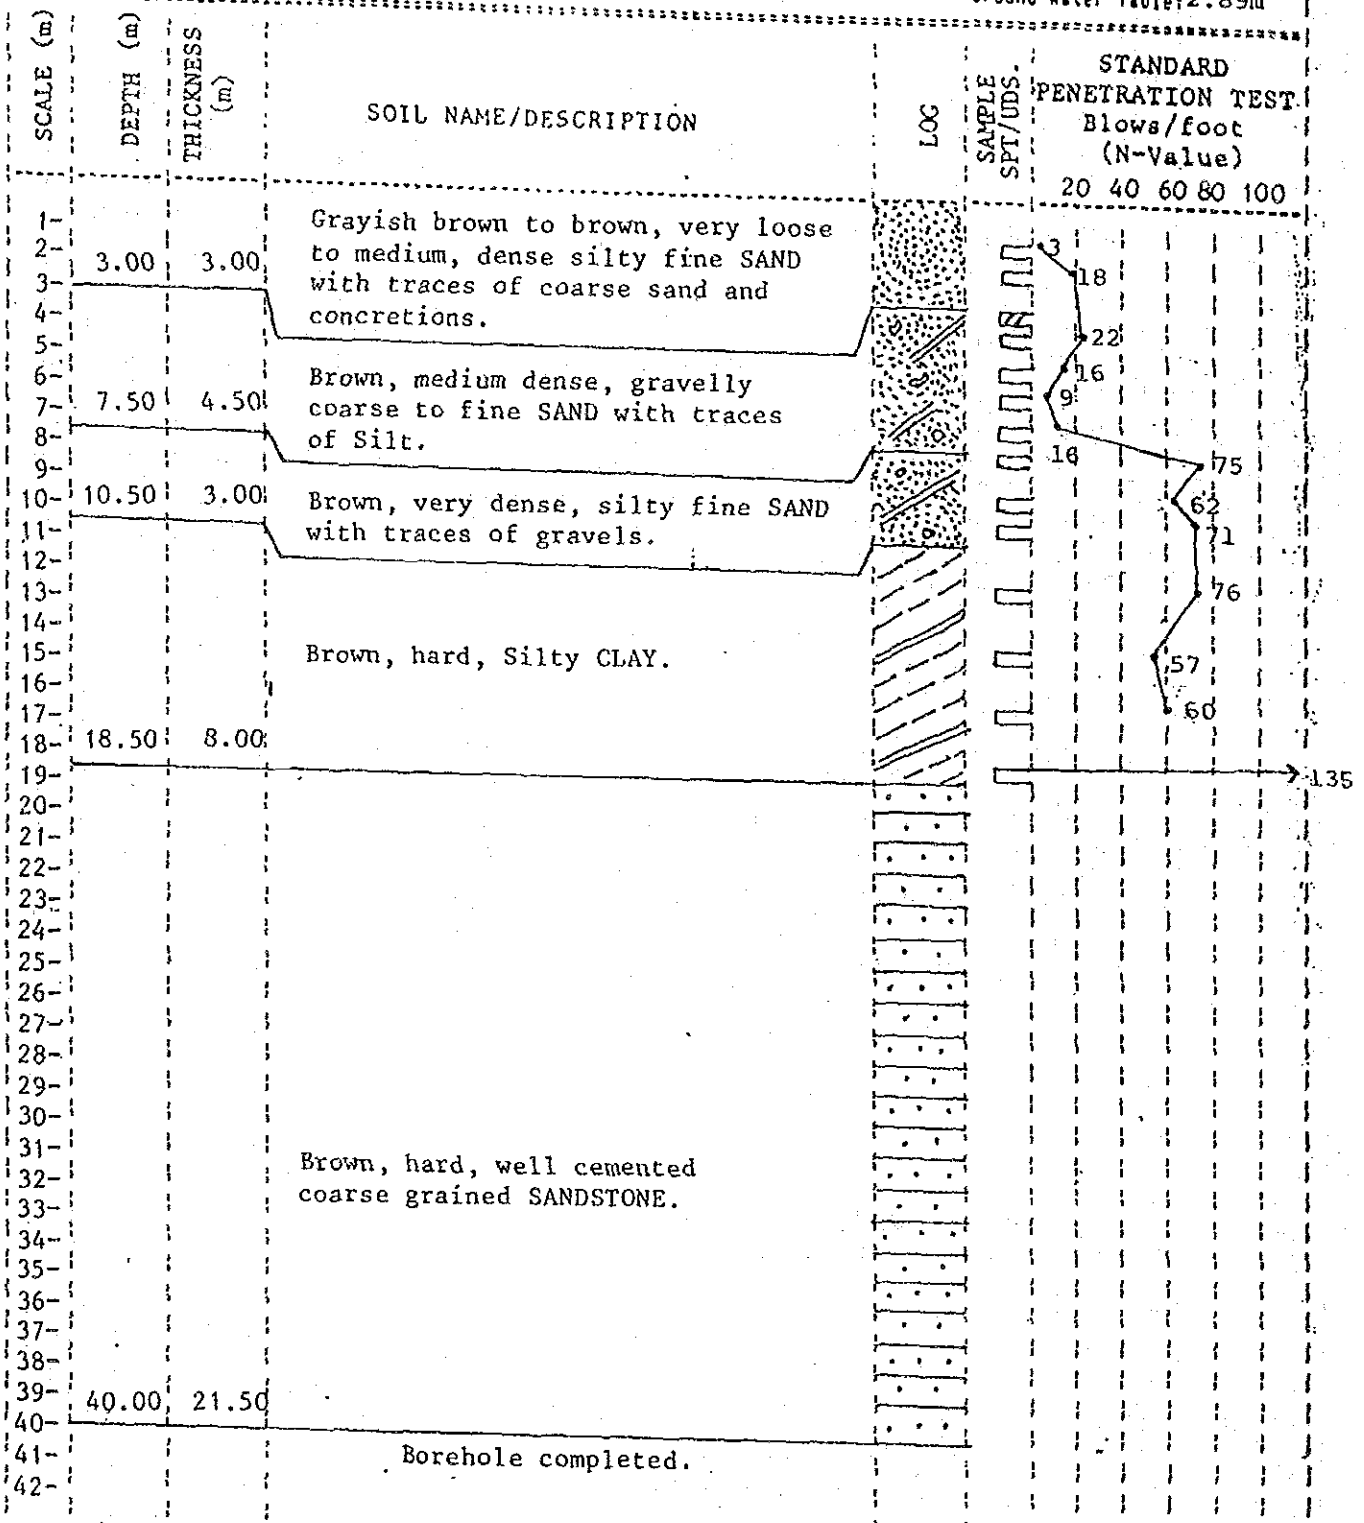 Ground Water Table: 2.89m
SCALE (m)
DEPTH (m)
THICKNESS
(m)
SOIL NAME/DESCRIPTION
LOG
SAMPLE
SPT/UDS.
STANDARD
PENETRATION TEST
Blows/foot
(N-Value)
20 40 60 80 100
1-
2-
3-
4-
5-
6-
7-
8-
9-
10-
11-
12-
13-
14-
15-
16-
17-
18-
19-
20-
21-
22-
23-
24-
25-
26-
27-
28-
29-
30-
31-
32-
33-
34-
35-
36-
37-
38-
39-
40-
41-
42-
3.00 3.00
Grayish brown to brown, very loose
to medium, dense silty fine SAND
with traces of coarse sand and
concretions.
7.50 4.50
Brown, medium dense, gravelly
coarse to fine SAND with traces
of Silt.
10.50 3.00
Brown, very dense, silty fine SAND
with traces of gravels.
18.50 8.00
Brown, hard, Silty CLAY.
40.00 21.50
Brown, hard, well cemented
coarse grained SANDSTONE.
Borehole completed.
3
18
22
16
9
16
75
62
71
76
57
60
135